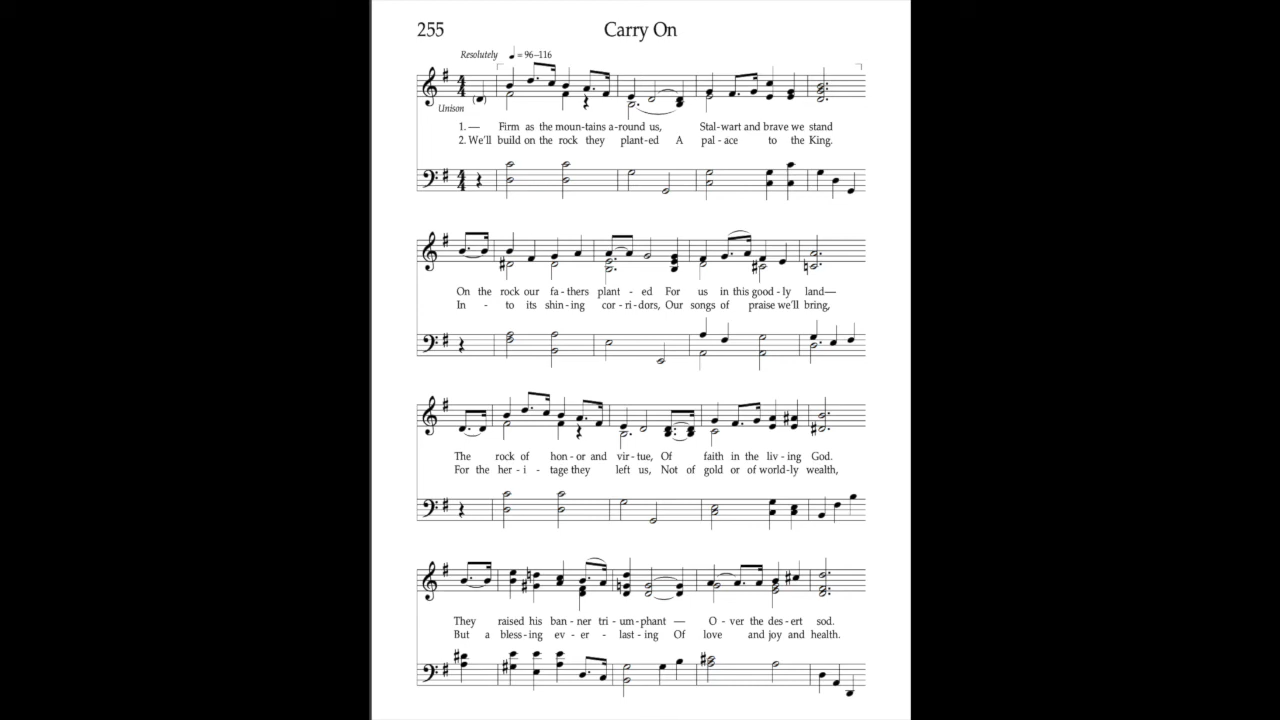 255
Carry On
Resolutely ♩ = 96–116
Unison
1. — Firm as the moun-tains a-round us, Stal-wart and brave we stand
2. We'll build on the rock they plant-ed A pal-ace to the King.
On the rock our fa-thers plant-ed For us in this good-ly land—
In-to its shin-ing cor-ri-dors, Our songs of praise we'll bring,
The rock of hon-or and vir-tue, Of faith in the liv-ing God.
For the her-i-tage they left us, Not of gold or of world-ly wealth,
They raised his ban-ner tri-um-phant — O-ver the des-ert sod.
But a bless-ing ev-er-last-ing Of love and joy and health.